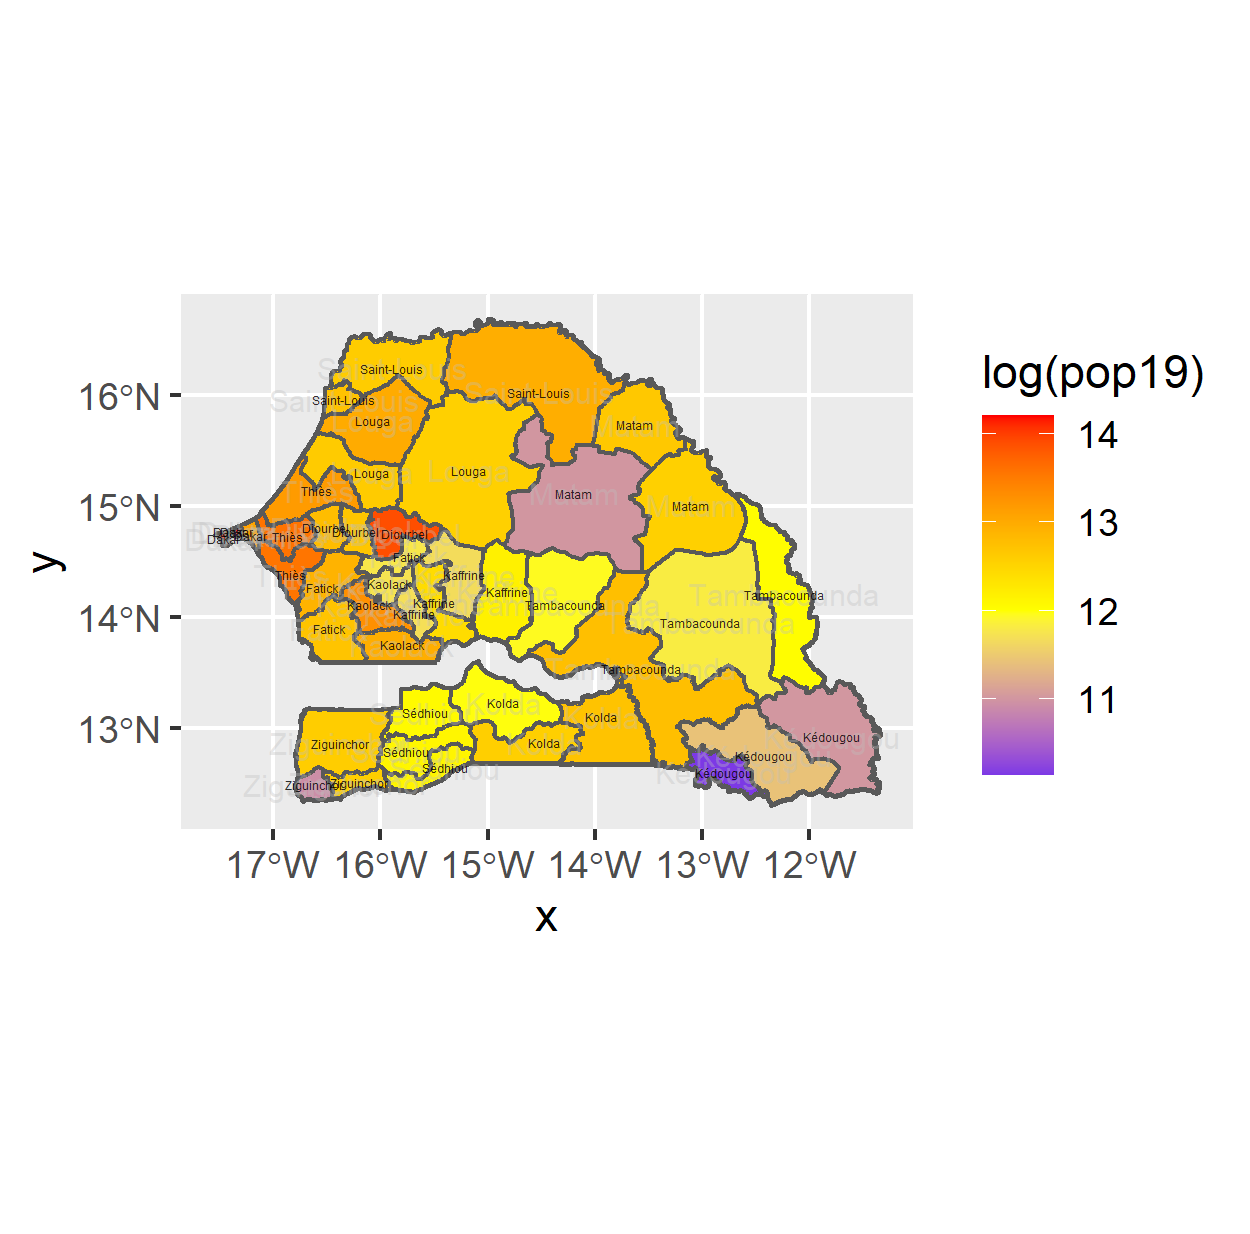 log(pop19)
14
13
12
11
16°N
15°N
14°N
13°N
17°W 16°W 15°W 14°W 13°W 12°W
x
y
Saint-Louis
Saint-Louis
Saint-Louis
Louga
Matam
Louga
Louga
Thiès
Matam
Matam
Dakar
Dakar
Dakar
Thiès
Diourbel
Diourbel
Diourbel
Fatick
Thiès
Fatick
Kaolack
Kaffrine
Kaffrine
Kaolack
Kaffrine
Kaffrine
Tambacounda
Tambacounda
Tambacounda
Fatick
Kaolack
Tambacounda
Sédhiou
Kolda
Kolda
Ziguinchor
Sédhiou
Kolda
Kédougou
Sédhiou
Kédougou
Kédougou
Ziguinchor
Ziguinchor